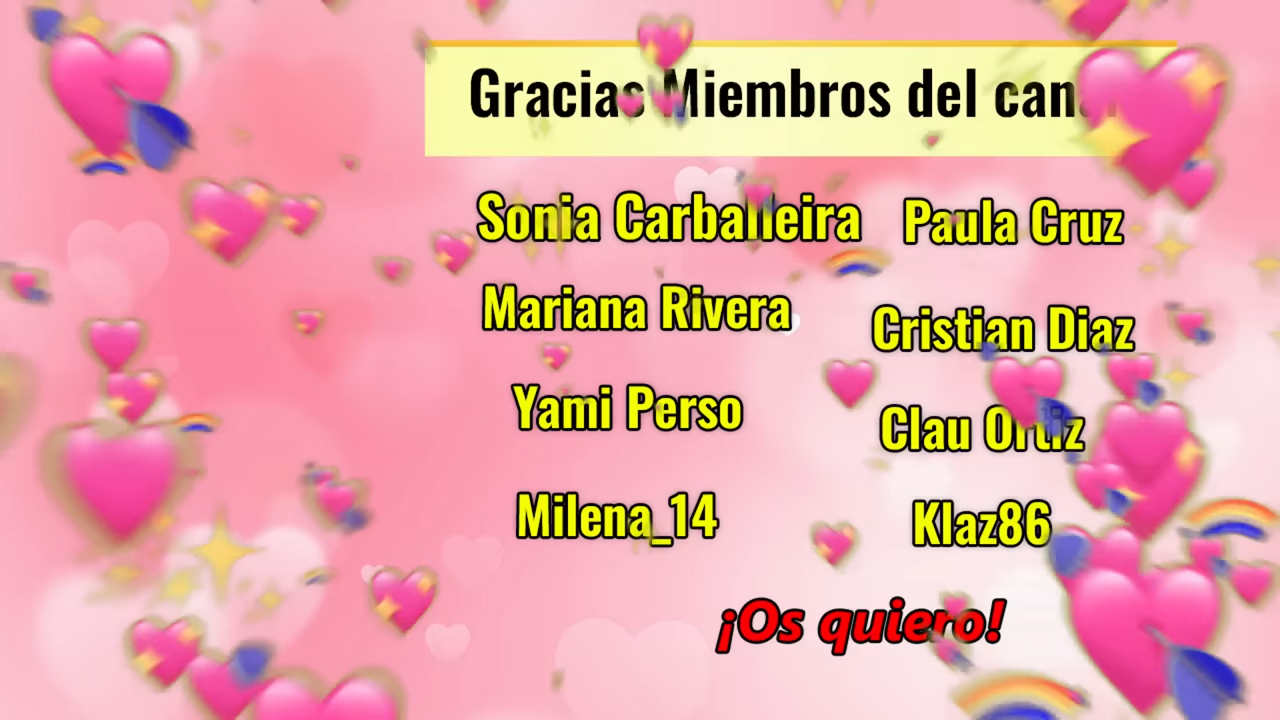 Gracias Miembros del canal
Sonia Carballeira
Paula Cruz
Mariana Rivera
Cristian Diaz
Yami Perso
Clau Ortiz
Milena_14
Klaz86
¡Os quiero!